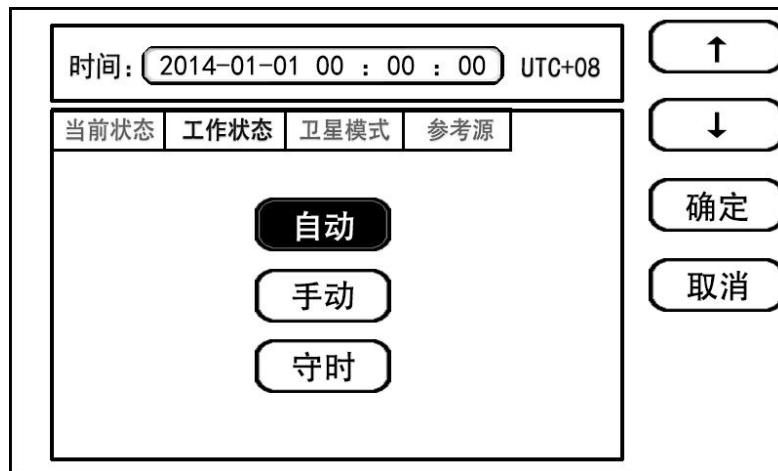 时间: 2014-01-01 00 : 00 : 00 UTC+08
↑
↓
确定
取消
当前状态 工作状态 卫星模式 参考源
自动
手动
守时